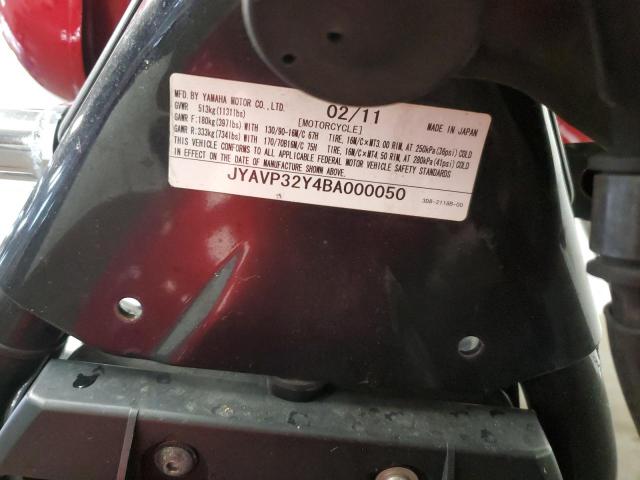 MFD. BY YAMAHA MOTOR CO., LTD. 02/11 MADE IN JAPAN
GVWR 513kg(1131lbs) [MOTORCYCLE]
GAWR F:180kg(397lbs) WITH 130/90-16M/C 67H TIRE, 16M/C×MT3.00 RIM, AT 250kPa(36psi) COLD
GAWR R:333kg(734lbs) WITH 170/70B16M/C 75H TIRE, 16M/C×MT4.50 RIM, AT 280kPa(41psi) COLD
THIS VEHICLE CONFORMS TO ALL APPLICABLE FEDERAL MOTOR VEHICLE SAFETY STANDARDS
IN EFFECT ON THE DATE OF MANUFACTURE SHOWN ABOVE.
JYAVP32Y4BA000050
3D8-2118B-00